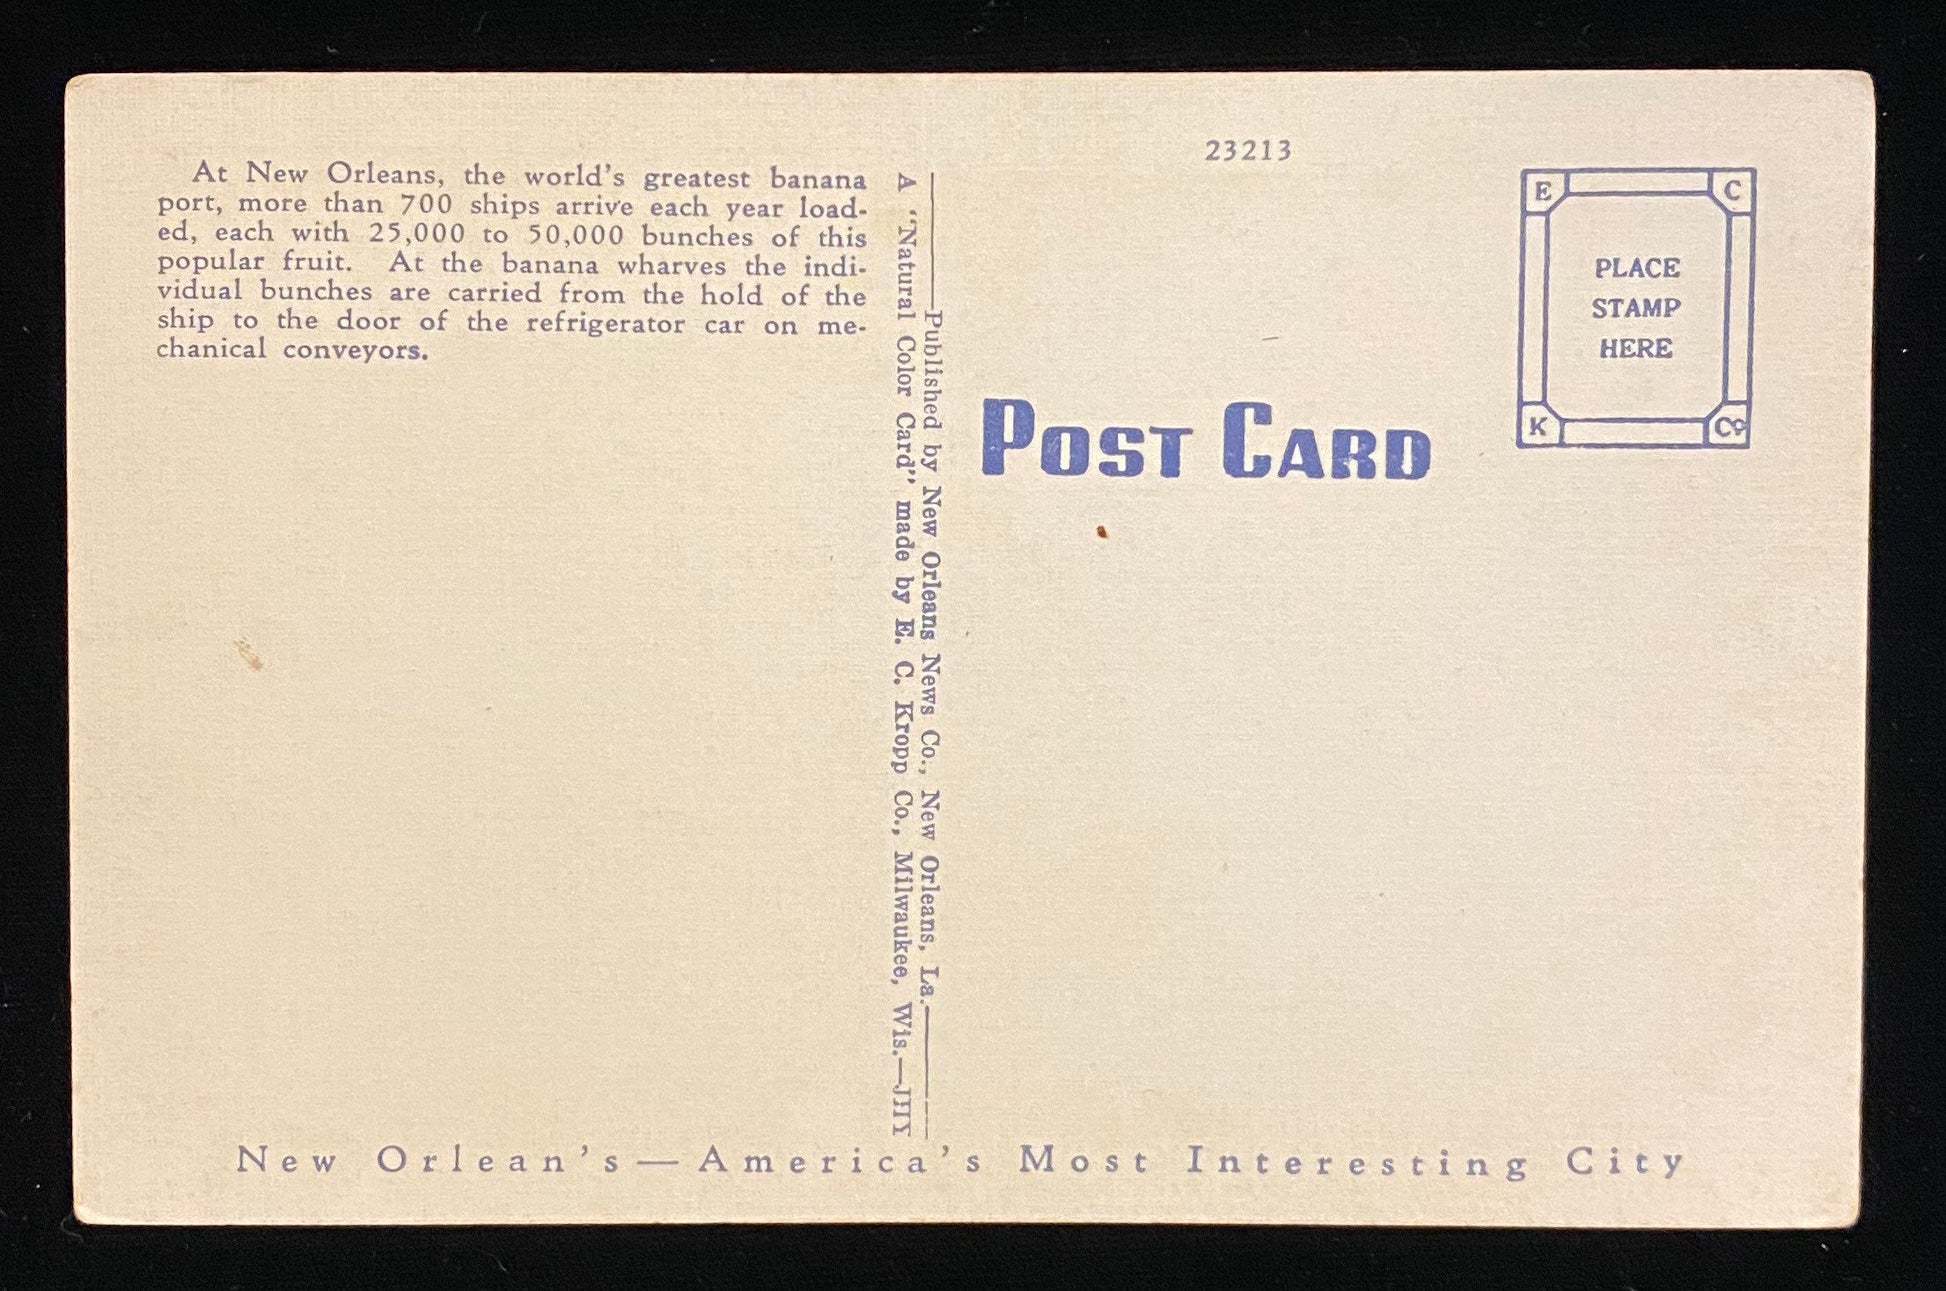 At New Orleans, the world's greatest banana
port, more than 700 ships arrive each year load-
ed, each with 25,000 to 50,000 bunches of this
popular fruit. At the banana wharves the indi-
vidual bunches are carried from the hold of the
ship to the door of the refrigerator car on me-
chanical conveyors.
Published by New Orleans News Co., New Orleans, La.
A "Natural Color Card" made by E. C. Kropp Co., Milwaukee, Wis.—JHY
23213
POST CARD
E C
PLACE
STAMP
HERE
K Co
New Orlean's—America's Most Interesting City